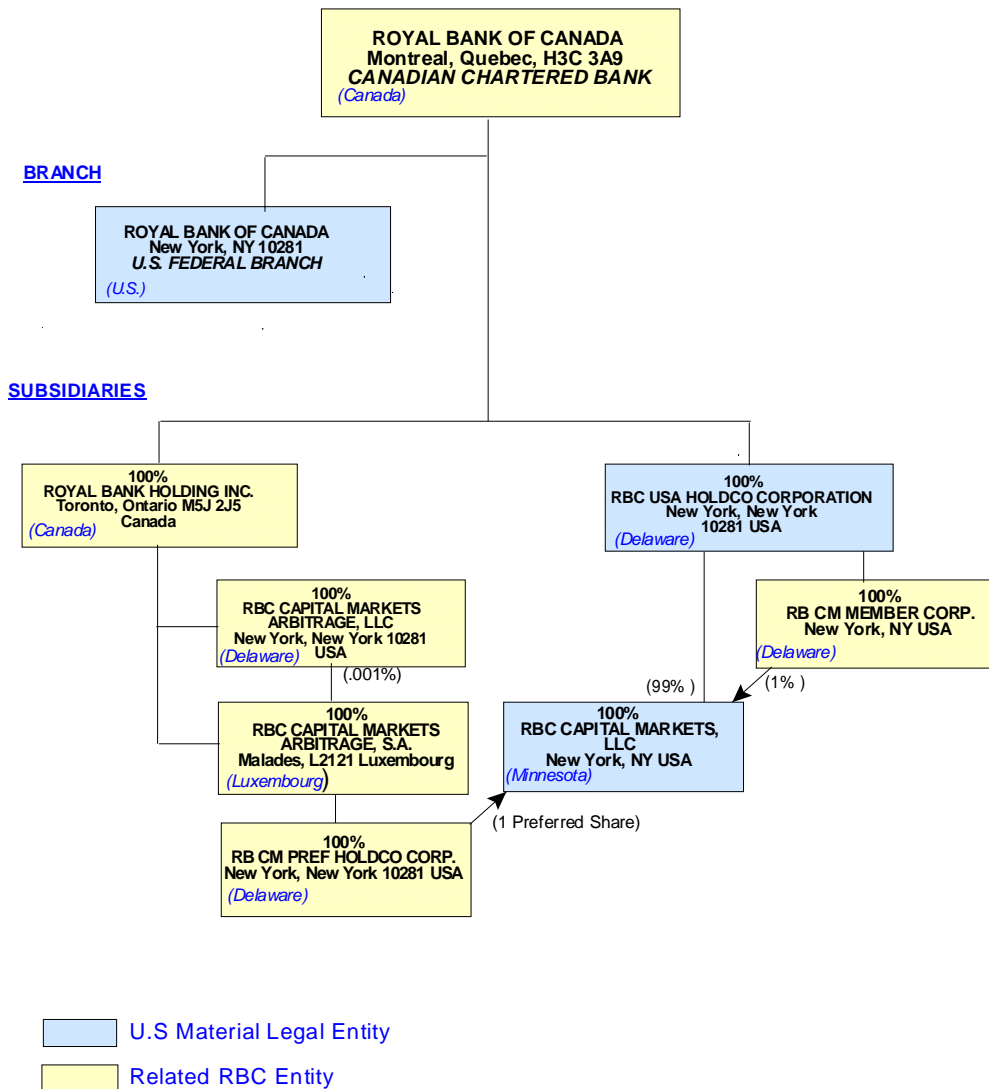 ROYAL BANK OF CANADA
Montreal, Quebec, H3C 3A9
CANADIAN CHARTERED BANK
(Canada)
BRANCH
ROYAL BANK OF CANADA
New York, NY 10281
U.S. FEDERAL BRANCH
(U.S.)
SUBSIDIARIES
100%
ROYAL BANK HOLDING INC.
Toronto, Ontario M5J 2J5
Canada
(Canada)
100%
RBC USA HOLDCO CORPORATION
New York, New York
10281 USA
(Delaware)
100%
RBC CAPITAL MARKETS
ARBITRAGE, LLC
New York, New York 10281
USA
(Delaware)
(.001%)
100%
RB CM MEMBER CORP.
New York, NY USA
(Delaware)
(99% )
(1% )
100%
RBC CAPITAL MARKETS
ARBITRAGE, S.A.
Malades, L2121 Luxembourg
(Luxembourg)
100%
RBC CAPITAL MARKETS,
LLC
New York, NY USA
(Minnesota)
(1 Preferred Share)
100%
RB CM PREF HOLDCO CORP.
New York, New York 10281 USA
(Delaware)
U.S Material Legal Entity
Related RBC Entity